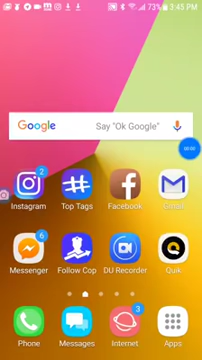 73% 3:45 PM
Google Say "Ok Google"
00:00
2
Instagram Top Tags Facebook Gmail
6
Messenger Follow Cop DU Recorder Quik
3
Phone Messages Internet Apps